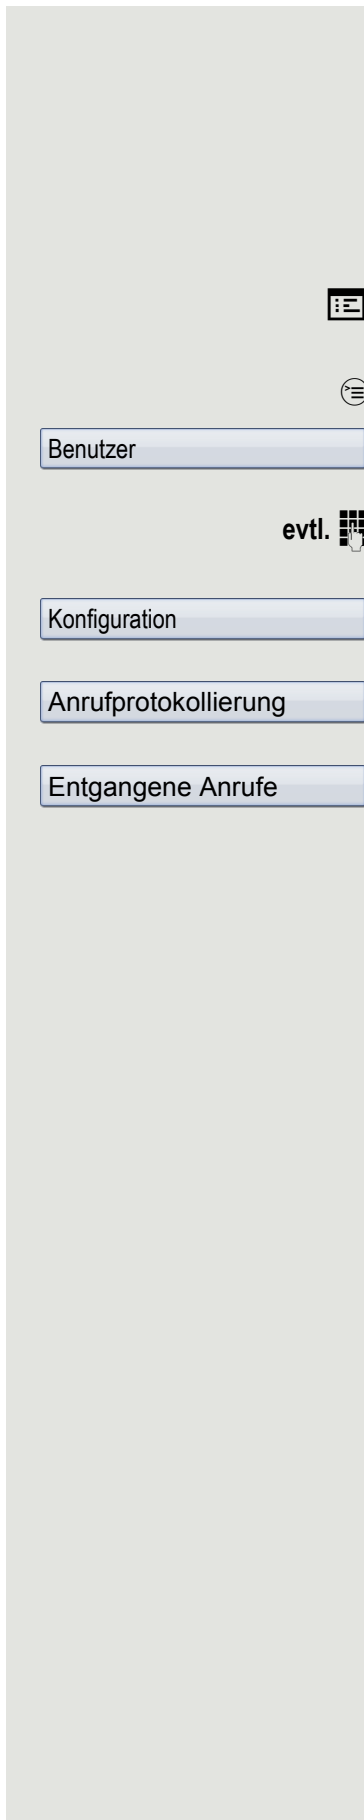 Benutzer
evtl.
Konfiguration
Anrufprotokollierung
Entgangene Anrufe